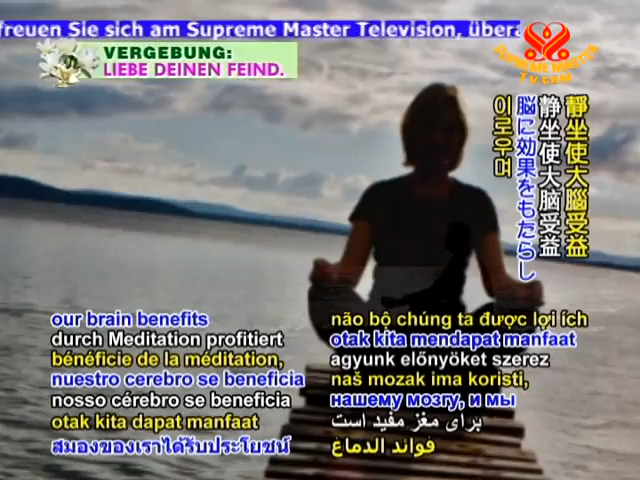 freuen Sie sich am Supreme Master Television, übera
VERGEBUNG:
LIEBE DEINEN FEIND.
SUPREME MASTER
TV.com
靜坐使大腦受益
静坐使大脑受益
脳に効果をもたらし
이로우며
our brain benefits
durch Meditation profitiert
bénéficie de la méditation,
nuestro cerebro se beneficia
nosso cérebro se beneficia
otak kita dapat manfaat
สมองของเราได้รับประโยชน์
não bộ chúng ta được lợi ích
otak kita mendapat manfaat
agyunk előnyöket szerez
naš mozak ima koristi,
нашему мозгу, и мы
برای مغز مفید است
فوائد الدماغ